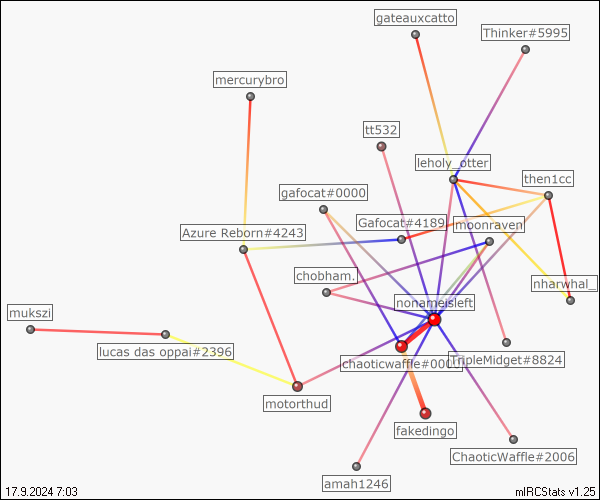 gateauxcatto
Thinker#5995
mercurybro
tt532
leholy_otter
then1cc
gafocat#0000
Gafocat#4189
moonraven
Azure Reborn#4243
chobham.
nharwhal_
nonameisleft
mukszi
lucas das oppai#2396
chaoticwaffle#000
TripleMidget#8824
motorthud
fakedingo
ChaoticWaffle#2006
amah1246
17.9.2024 7:03
mIRCStats v1.25